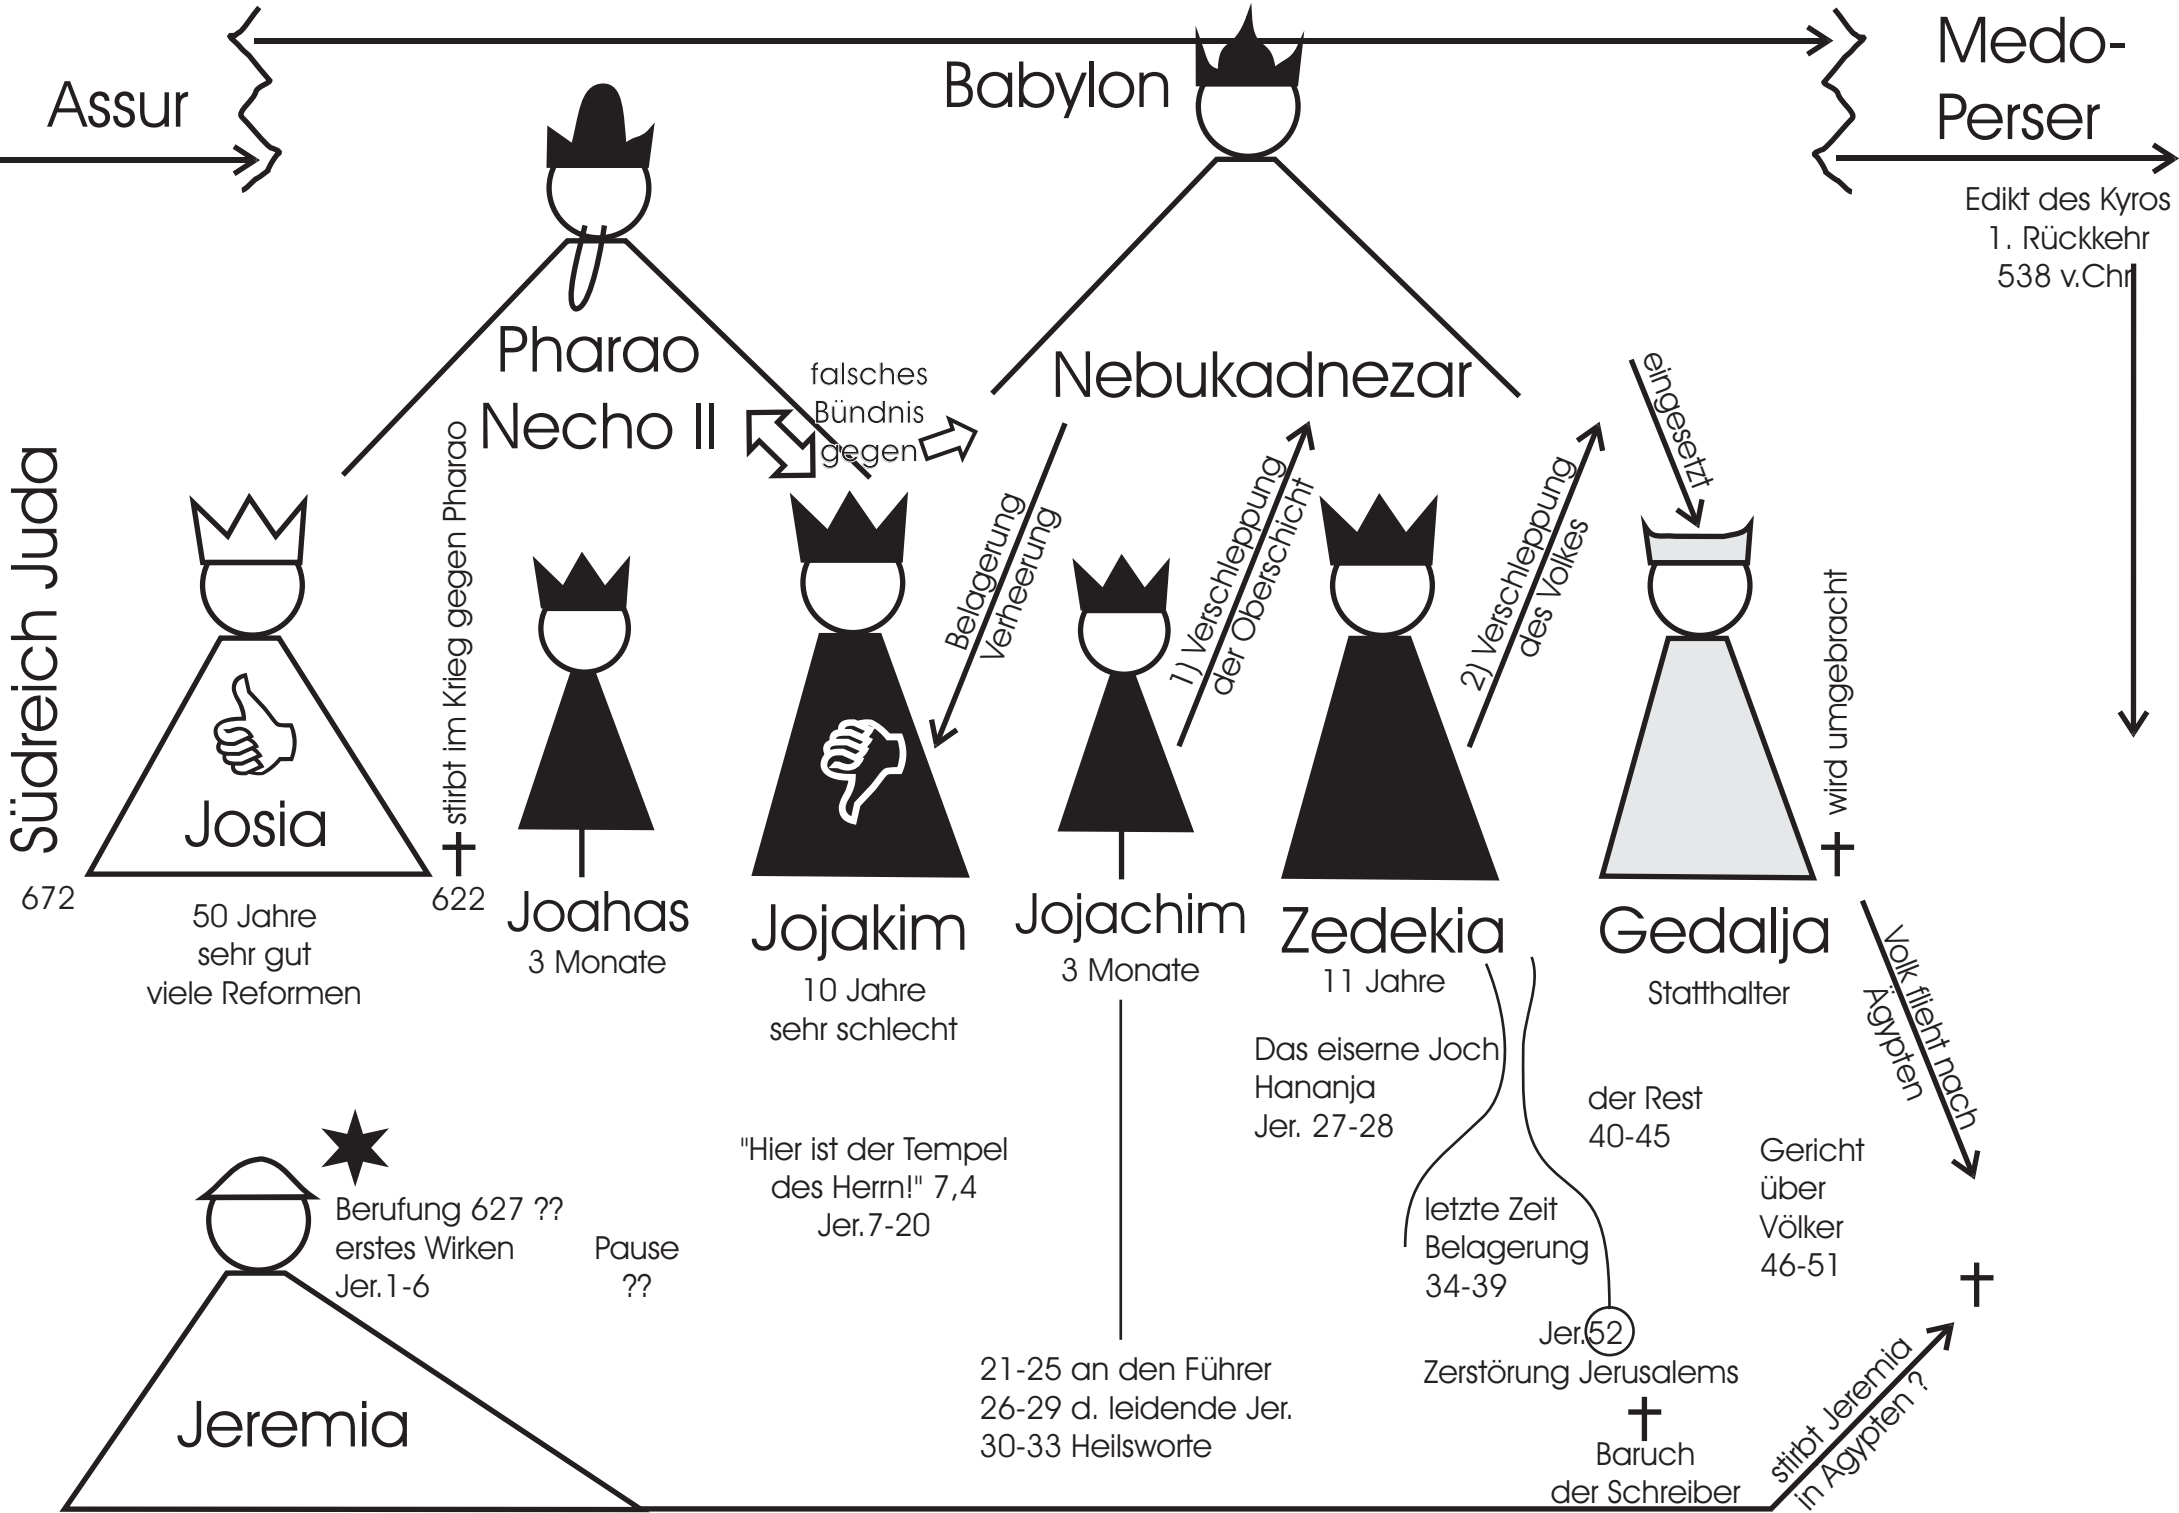 Assur
Babylon
Medo-
Perser
Edikt des Kyros
1. Rückkehr
538 v.Chr
Pharao
Necho II
falsches
Bündnis
gegen
Nebukadnezar
Südreich Juda
672
Josia
50 Jahre
sehr gut
viele Reformen
stirbt im Krieg gegen Pharao
622
Joahas
3 Monate
Jojakim
10 Jahre
sehr schlecht
Belagerung
Verheerung
Jojachim
3 Monate
1) Verschleppung
der Oberschicht
Zedekia
11 Jahre
2) Verschleppung
des Volkes
eingesetzt
Gedalja
Statthalter
wird umgebracht
Volk flieht nach
Ägypten
Jeremia
Berufung 627 ??
erstes Wirken
Jer.1-6
Pause
??
"Hier ist der Tempel
des Herrn!" 7,4
Jer.7-20
21-25 an den Führer
26-29 d. leidende Jer.
30-33 Heilsworte
Das eiserne Joch
Hananja
Jer. 27-28
letzte Zeit
Belagerung
34-39
Jer.52
Zerstörung Jerusalems
Baruch
der Schreiber
der Rest
40-45
Gericht
über
Völker
46-51
stirbt Jeremia
in Ägypten ?